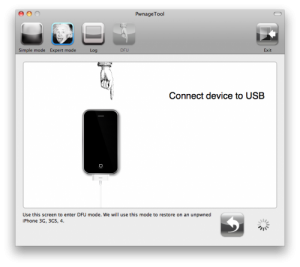 PwnageTool
Simple mode
Expert mode
Log
DFU
Exit
Connect device to USB
Use this screen to enter DFU mode. We will use this mode to restore on an unpwned
iPhone 3G, 3GS, 4.